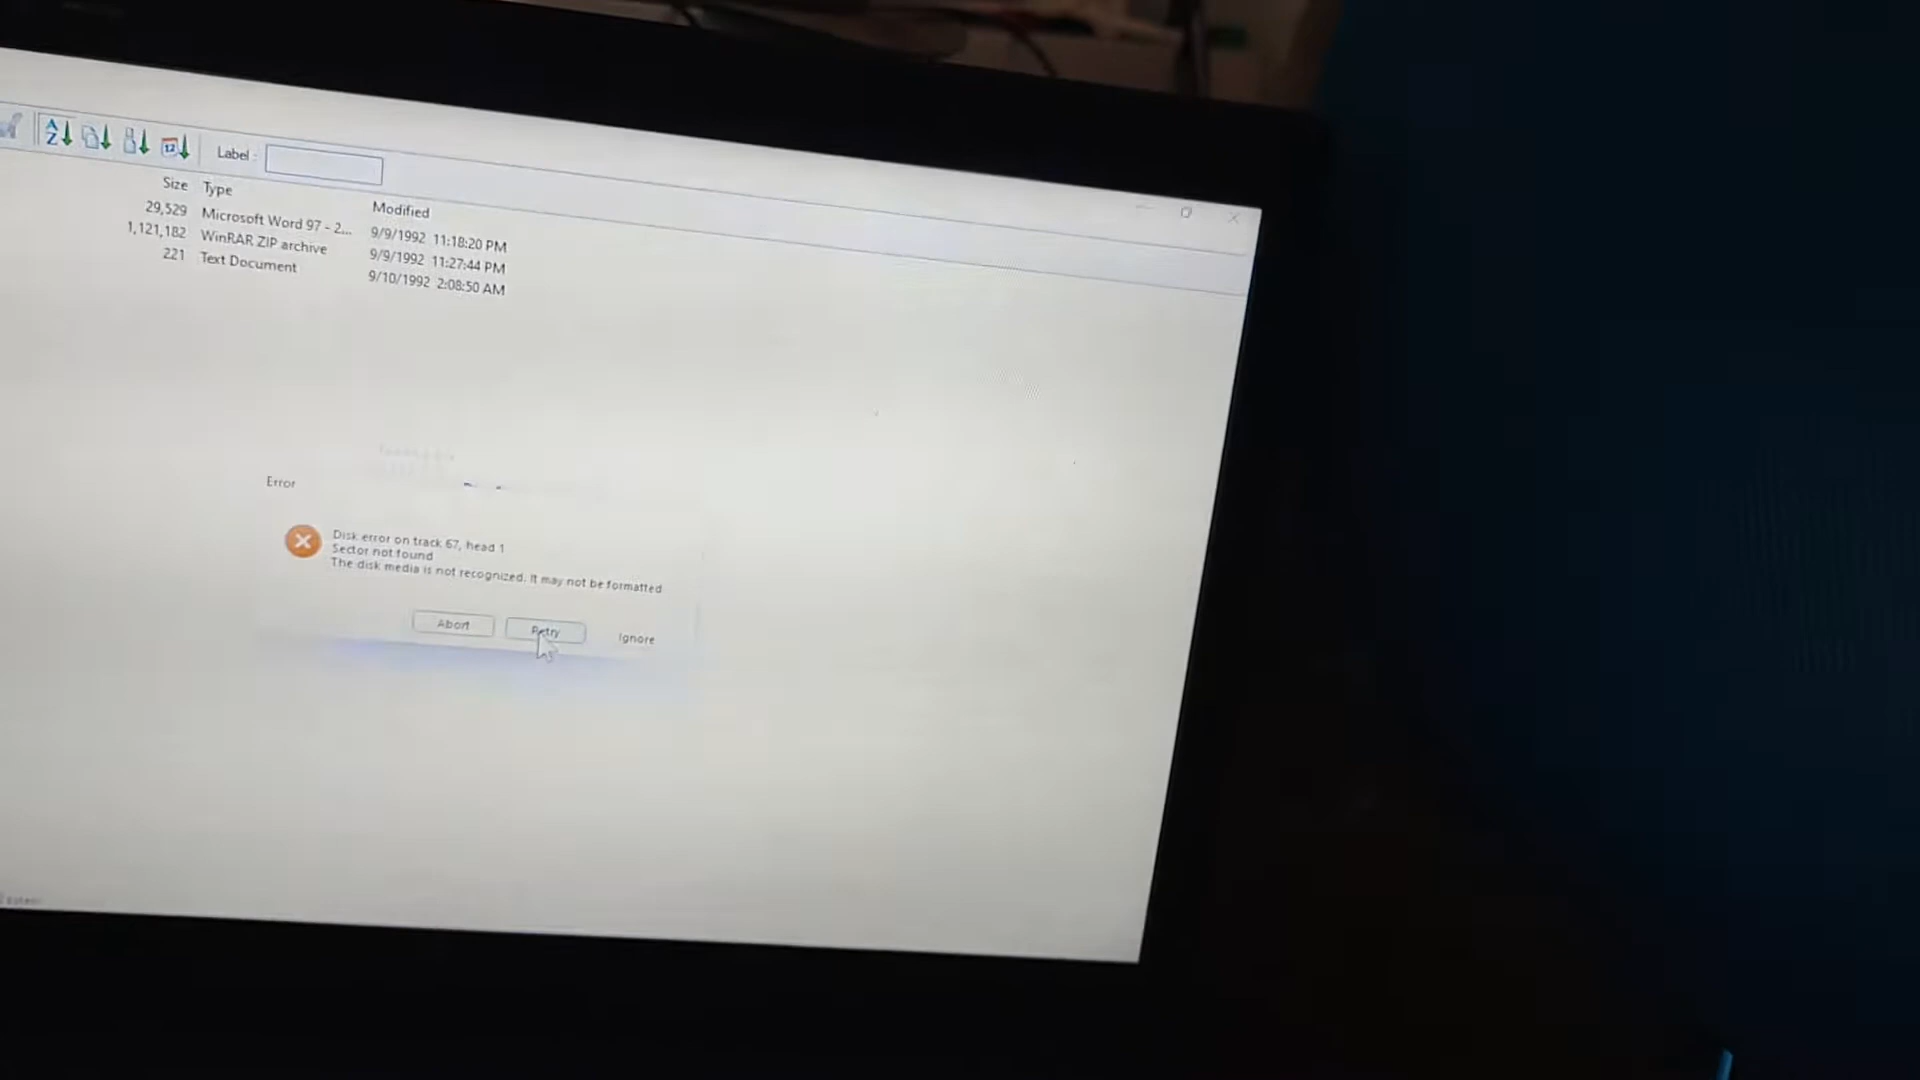 Label :
Size Type Modified
29,529 Microsoft Word 97 - 2... 9/9/1992 11:18:20 PM
1,121,182 WinRAR ZIP archive 9/9/1992 11:27:44 PM
221 Text Document 9/10/1992 2:08:50 AM
Error
Disk error on track 67, head 1
Sector not found
The disk media is not recognized. It may not be formatted
Abort Retry Ignore